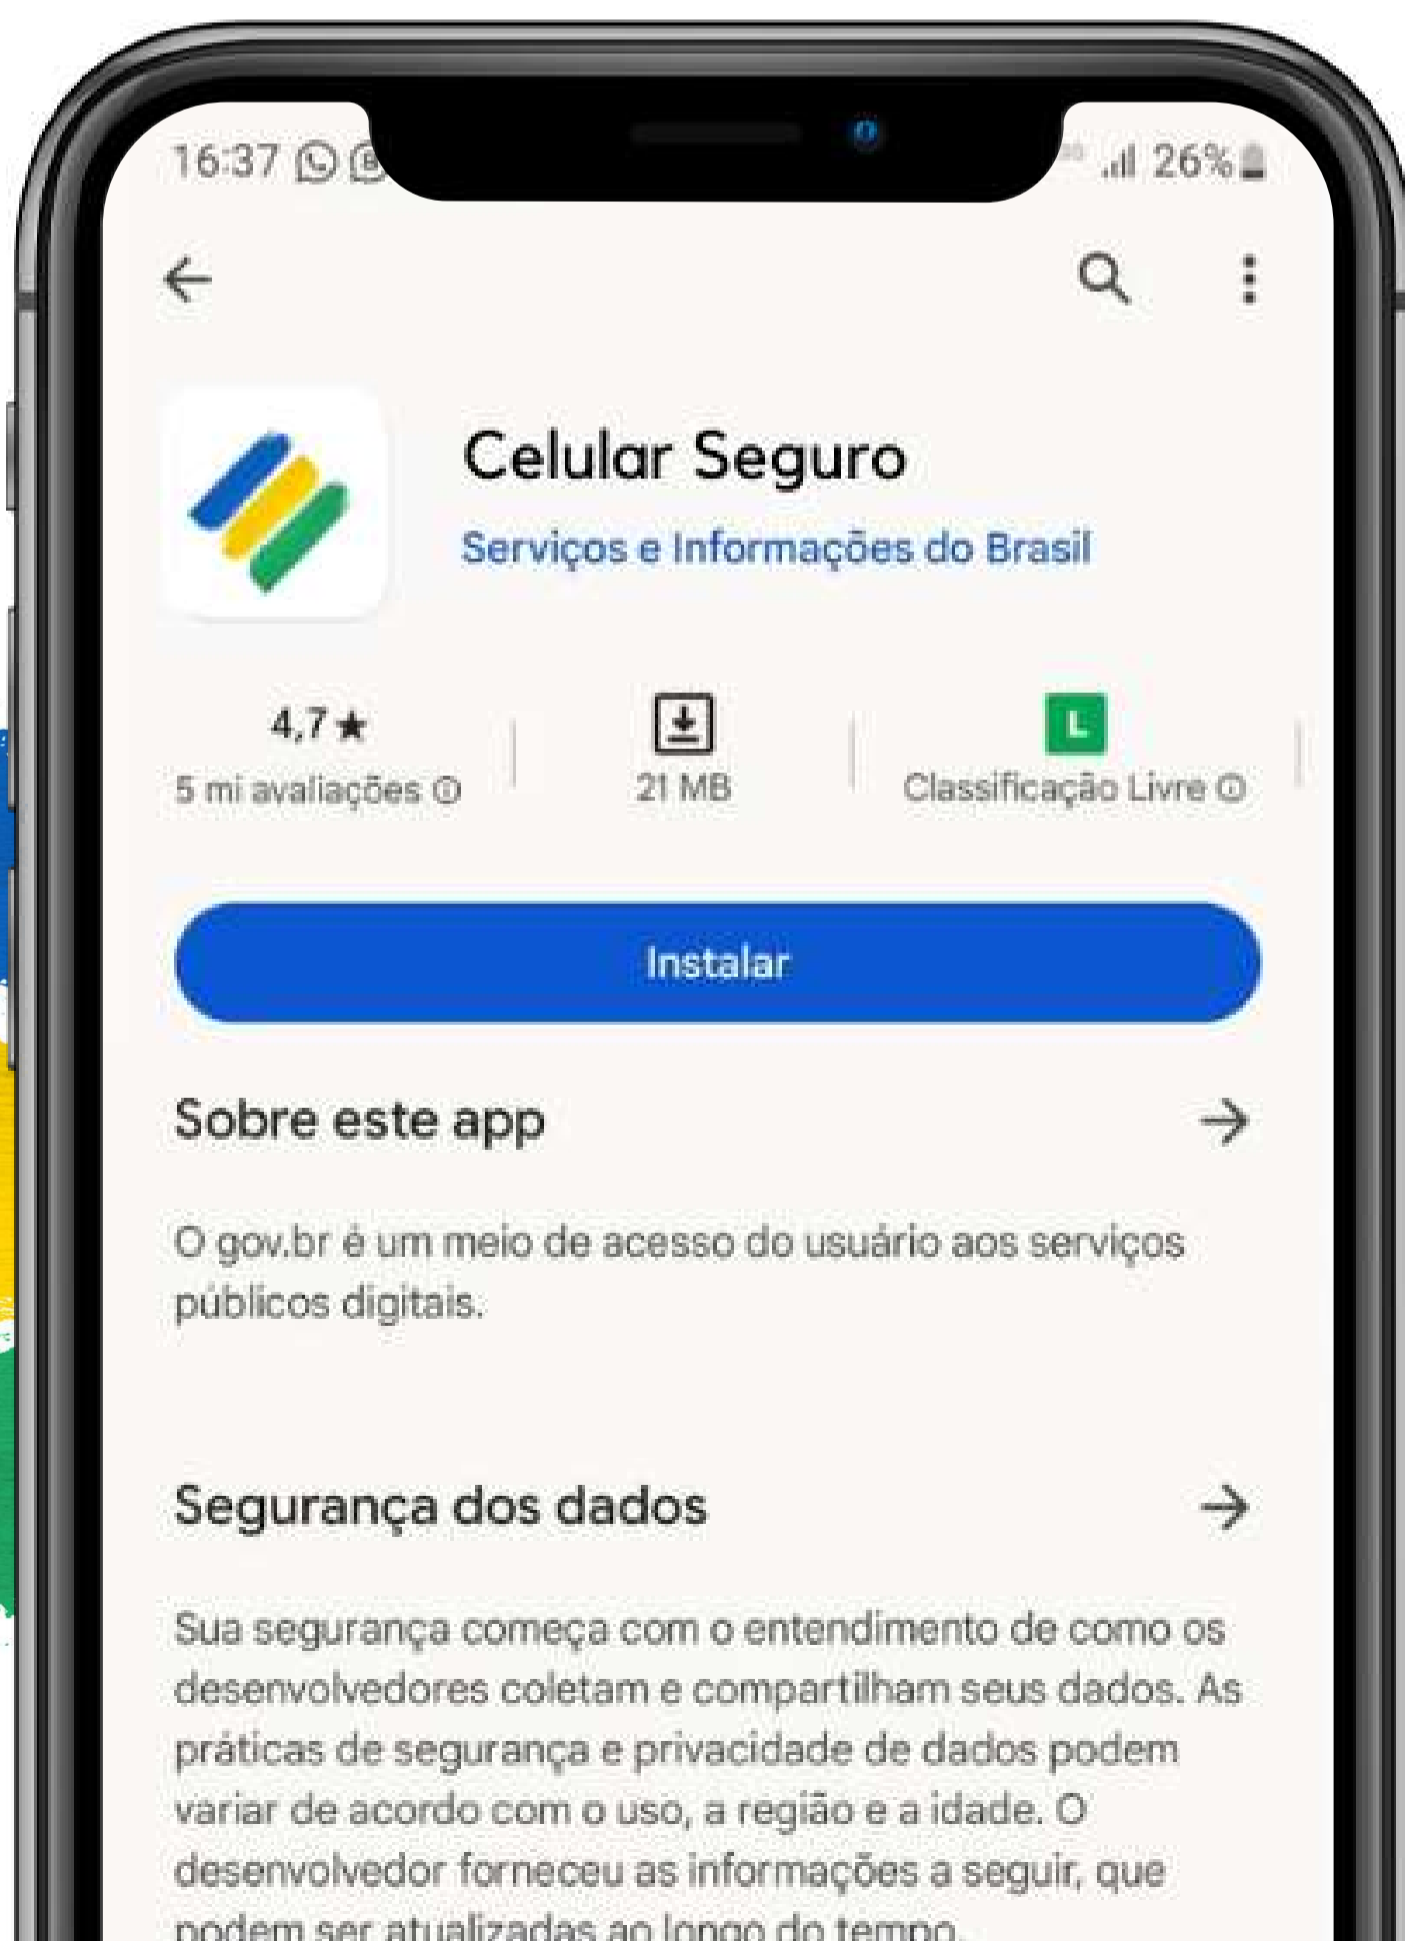 16:37
26%
Celular Seguro
Serviços e Informações do Brasil
4,7★
5 mi avaliações
21 MB
L
Classificação Livre
Instalar
Sobre este app
O gov.br é um meio de acesso do usuário aos serviços
públicos digitais.
Segurança dos dados
Sua segurança começa com o entendimento de como os
desenvolvedores coletam e compartilham seus dados. As
práticas de segurança e privacidade de dados podem
variar de acordo com o uso, a região e a idade. O
desenvolvedor forneceu as informações a seguir, que
podem ser atualizadas ao longo do tempo.